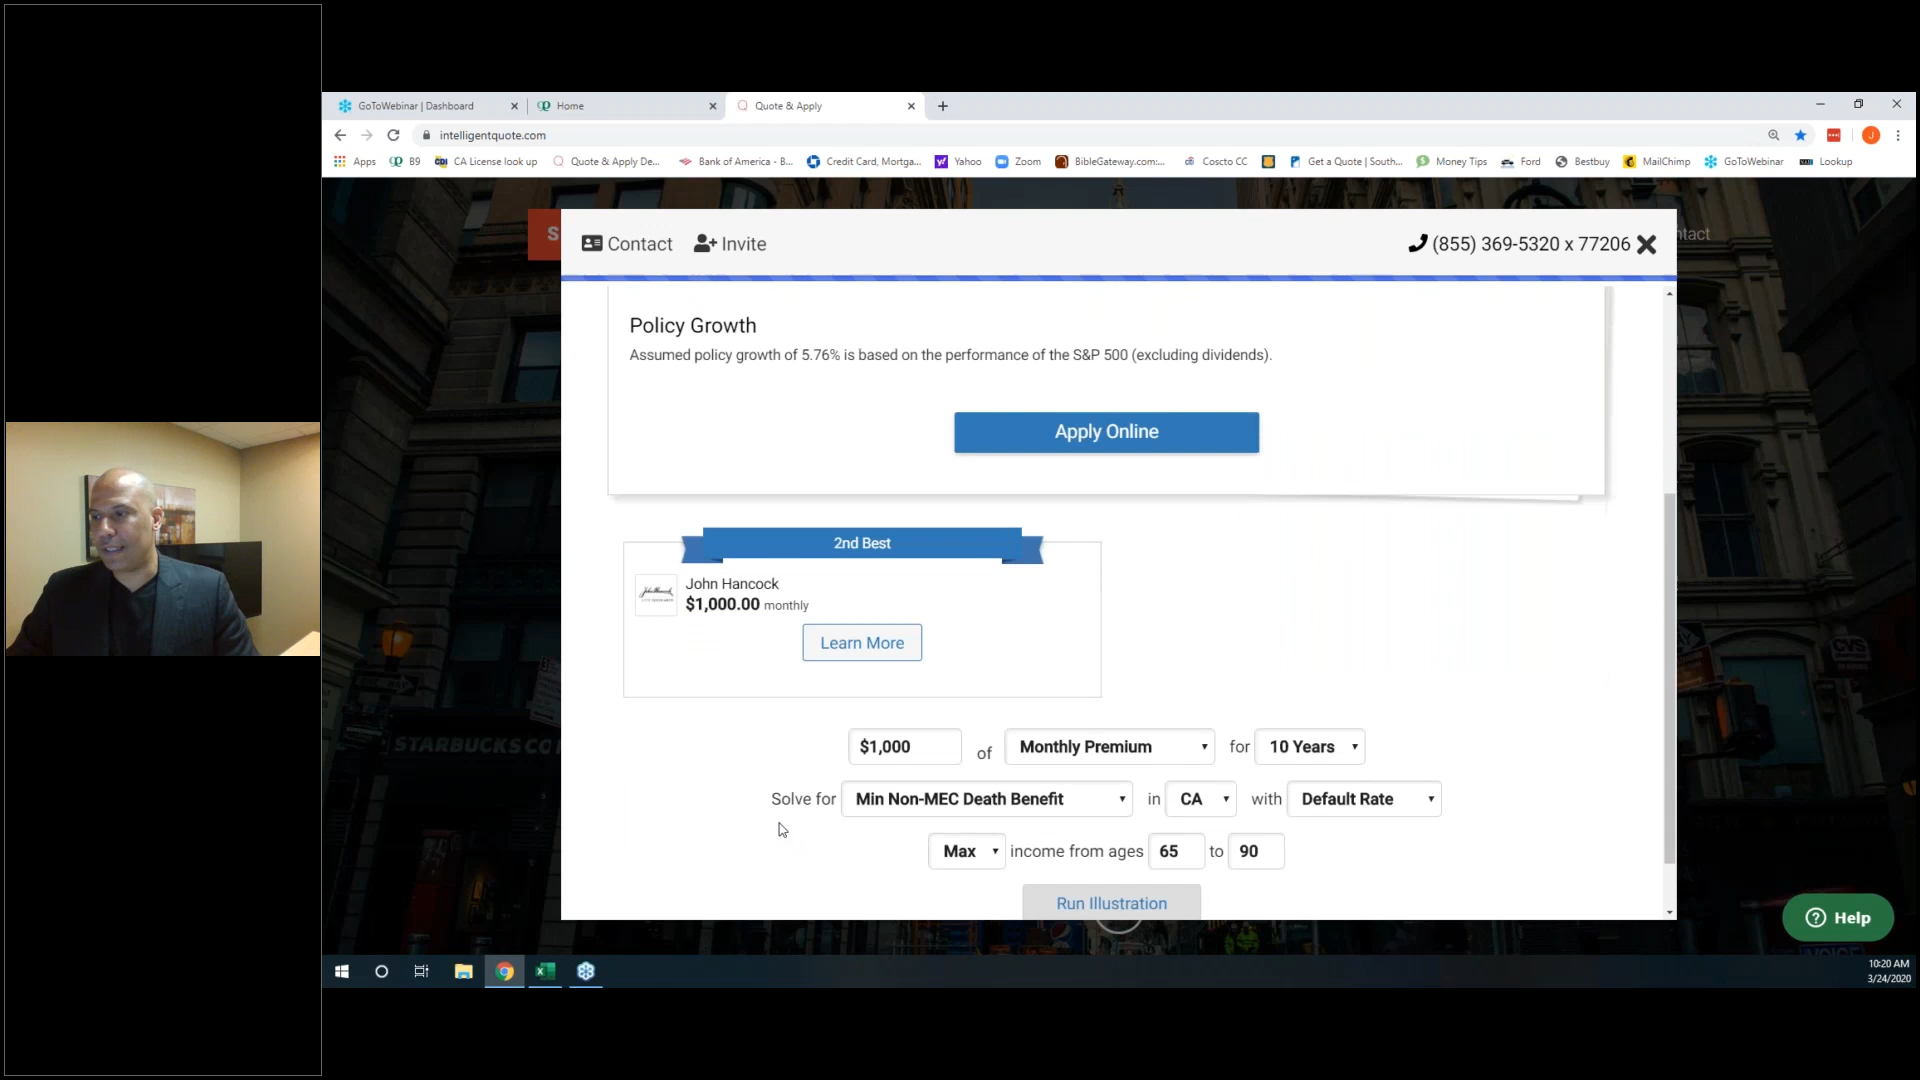 GoToWebinar | Dashboard
Home
Quote & Apply
intelligentquote.com
Apps
B9
CA License look up
Quote & Apply De...
Bank of America - B...
Credit Card, Mortga...
Yahoo
Zoom
BibleGateway.com:...
Coscto CC
Get a Quote | South...
Money Tips
Ford
Bestbuy
MailChimp
GoToWebinar
Lookup
S
Contact
Invite
(855) 369-5320 x 77206
ntact
Policy Growth
Assumed policy growth of 5.76% is based on the performance of the S&P 500 (excluding dividends).
Apply Online
2nd Best
John Hancock
$1,000.00 monthly
Learn More
STARBUCKS CO
CVS
$1,000 of Monthly Premium for 10 Years
Solve for Min Non-MEC Death Benefit in CA with Default Rate
Max income from ages 65 to 90
Run Illustration
Help
10:20 AM
3/24/2020